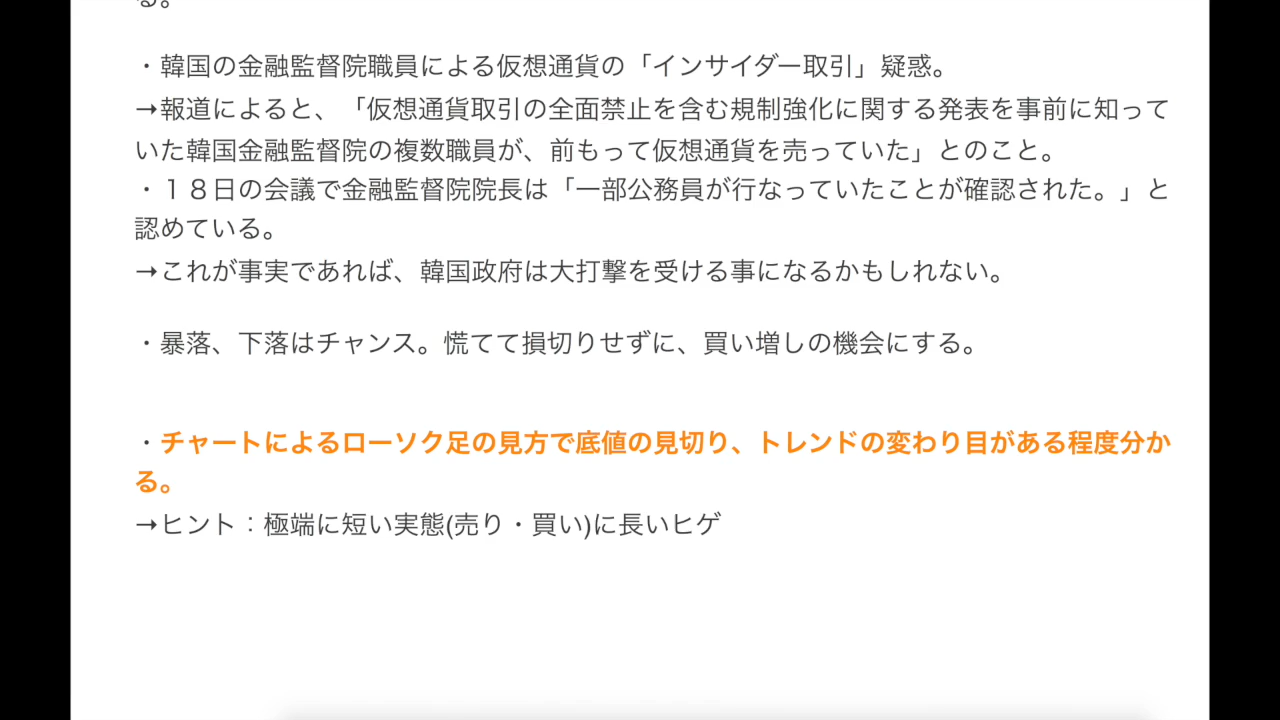 る。
・韓国の金融監督院職員による仮想通貨の「インサイダー取引」疑惑。
→報道によると、「仮想通貨取引の全面禁止を含む規制強化に関する発表を事前に知って
いた韓国金融監督院の複数職員が、前もって仮想通貨を売っていた」とのこと。
・１８日の会議で金融監督院院長は「一部公務員が行なっていたことが確認された。」と
認めている。
→これが事実であれば、韓国政府は大打撃を受ける事になるかもしれない。
・暴落、下落はチャンス。慌てて損切りせずに、買い増しの機会にする。
・チャートによるローソク足の見方で底値の見切り、トレンドの変わり目がある程度分か
る。
→ヒント：極端に短い実態(売り・買い)に長いヒゲ